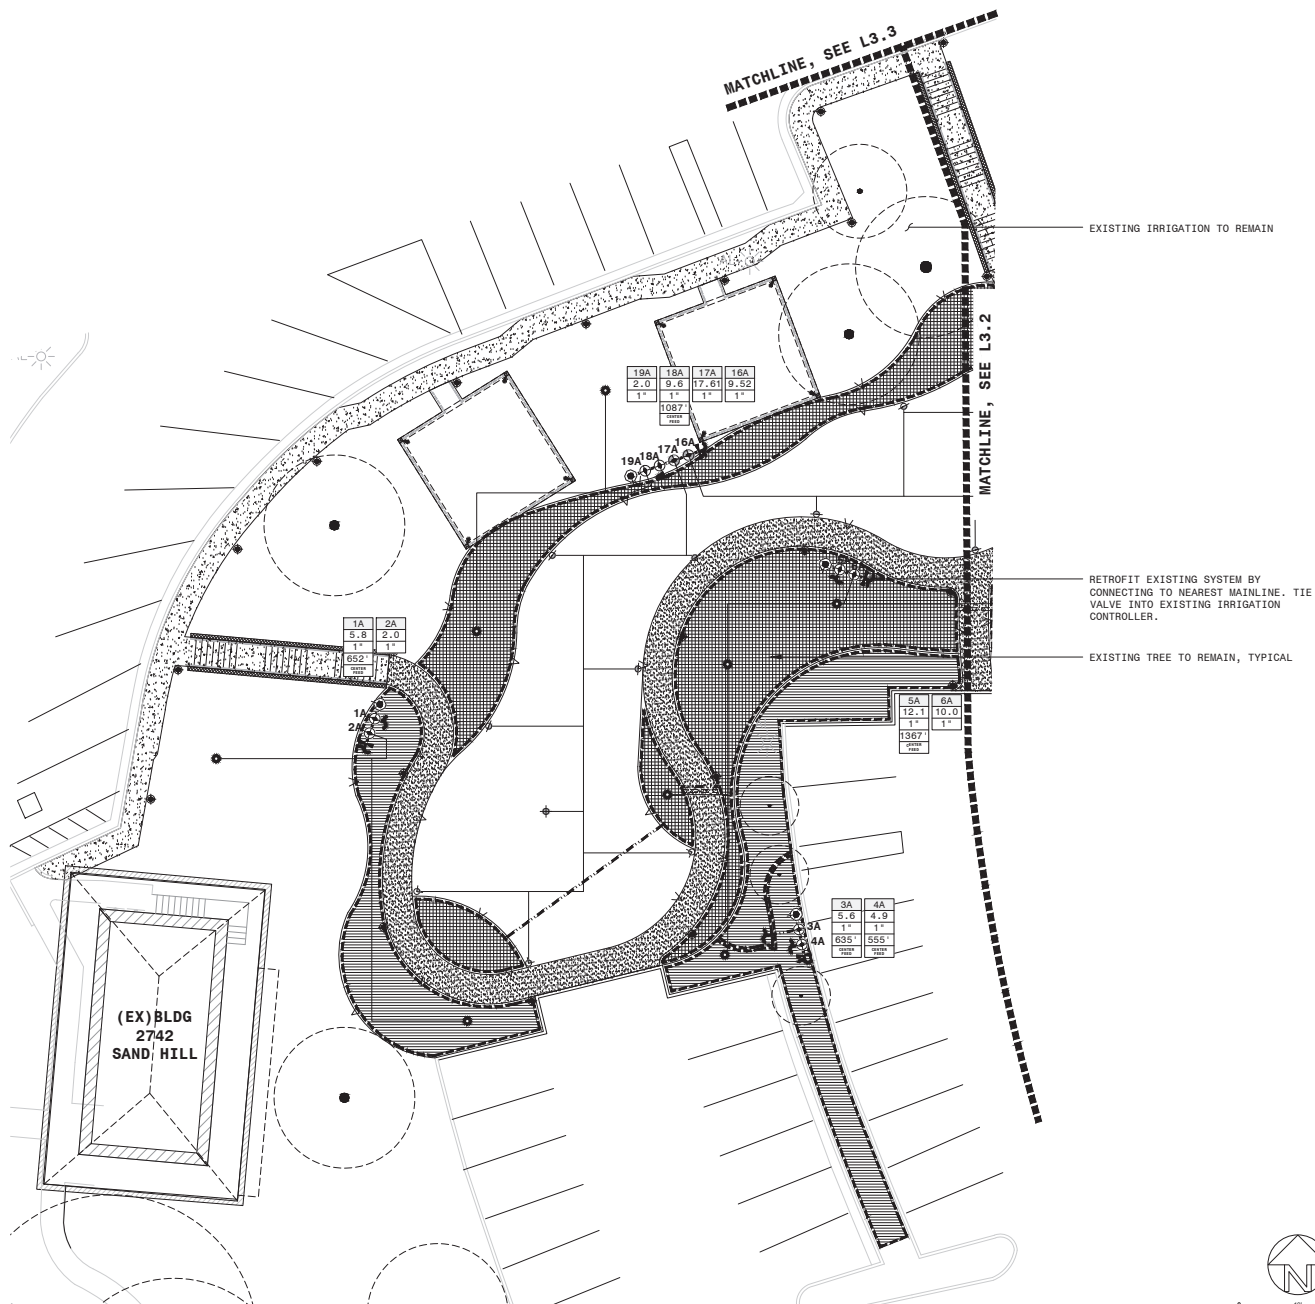 MATCHLINE, SEE L3.3
EXISTING IRRIGATION TO REMAIN
MATCHLINE, SEE L3.2
19A 18A 17A 16A
2.0 9.6 17.61 9.52
1" 1" 1" 1"
1087'
CENTER
FEED
19A 18A 17A 16A
RETROFIT EXISTING SYSTEM BY
CONNECTING TO NEAREST MAINLINE. TIE
VALVE INTO EXISTING IRRIGATION
CONTROLLER.
1A 2A
5.8 2.0
1" 1"
652'
CENTER
FEED
EXISTING TREE TO REMAIN, TYPICAL
1A
2A
5A 6A
12.1 10.0
1" 1"
1367'
CENTER
FEED
3A 4A
5.6 4.9
1" 1"
635' 555'
CENTER CENTER
FEED FEED
3A
4A
(EX)BLDG
2742
SAND HILL
N